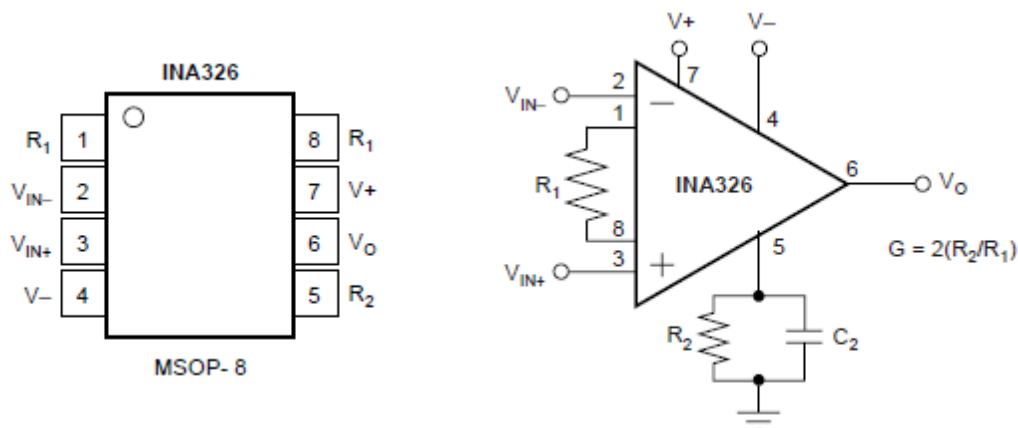 INA326
R1 1 8 R1
VIN– 2 7 V+
VIN+ 3 6 VO
V– 4 5 R2
MSOP- 8
V+ V–
7
VIN– 2 –
1
4
R1 INA326 6 VO
8
5 G = 2(R2/R1)
VIN+ 3 +
R2 C2